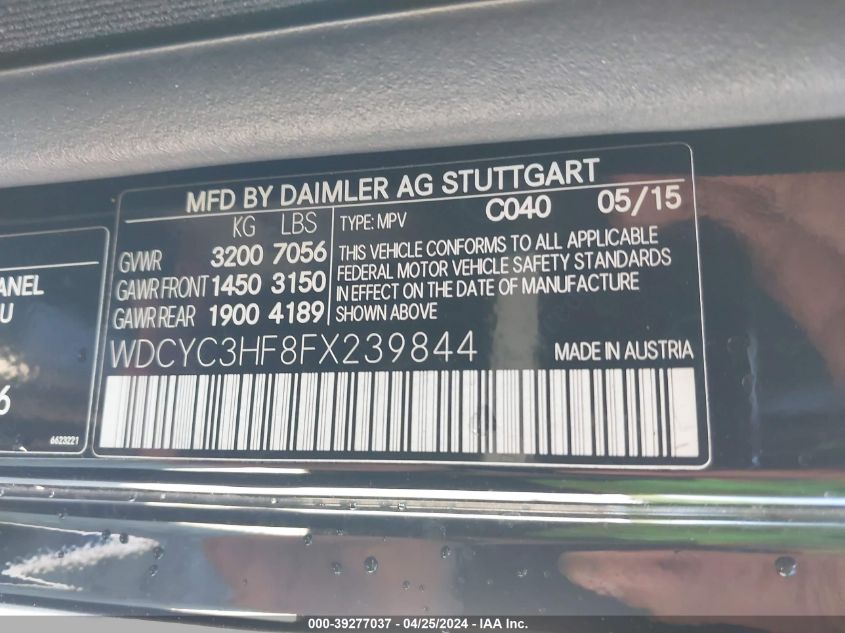 MFD BY DAIMLER AG STUTTGART
KG LBS TYPE: MPV C040 05/15
GVWR 3200 7056
GAWR FRONT 1450 3150
GAWR REAR 1900 4189
THIS VEHICLE CONFORMS TO ALL APPLICABLE
FEDERAL MOTOR VEHICLE SAFETY STANDARDS
IN EFFECT ON THE DATE OF MANUFACTURE
SHOWN ABOVE
WDCYC3HF8FX239844 MADE IN AUSTRIA
ANEL
U
6
6623221
000-39277037 - 04/25/2024 - IAA Inc.